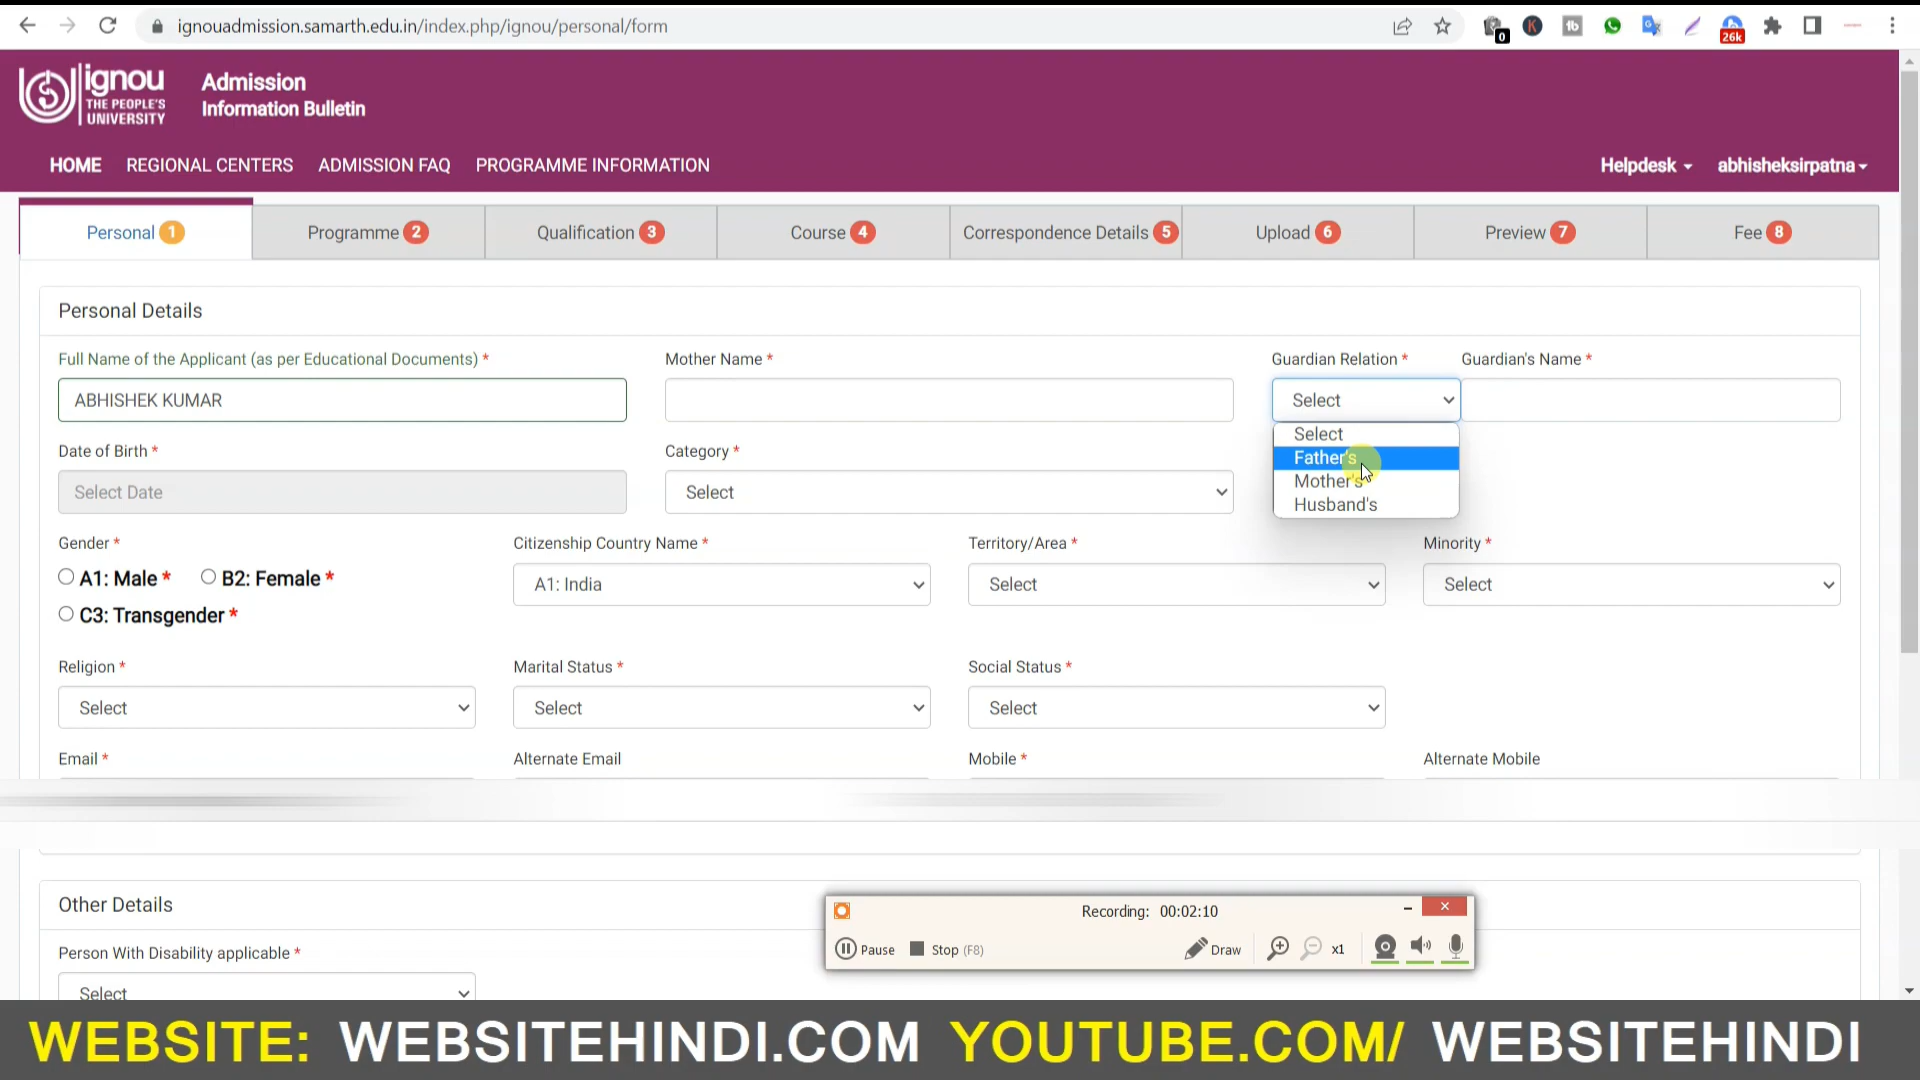 ignouadmission.samarth.edu.in/index.php/ignou/personal/form
0
K
tb
G
26k
ignou
THE PEOPLE'S
UNIVERSITY
Admission
Information Bulletin
HOME REGIONAL CENTERS ADMISSION FAQ PROGRAMME INFORMATION
Helpdesk abhisheksirpatna
Personal 1 Programme 2 Qualification 3 Course 4 Correspondence Details 5 Upload 6 Preview 7 Fee 8
Personal Details
Full Name of the Applicant (as per Educational Documents) * Mother Name * Guardian Relation * Guardian's Name *
ABHISHEK KUMAR Select
Select
Father's
Mother's
Husband's
Date of Birth * Category *
Select Date Select
Gender * Citizenship Country Name * Territory/Area * Minority *
A1: Male * B2: Female * A1: India Select Select
C3: Transgender *
Religion * Marital Status * Social Status *
Select Select Select
Email * Alternate Email Mobile * Alternate Mobile
Other Details
Person With Disability applicable *
Select
Recording: 00:02:10
Pause Stop (F8) Draw x1
WEBSITE: WEBSITEHINDI.COM YOUTUBE.COM/ WEBSITEHINDI